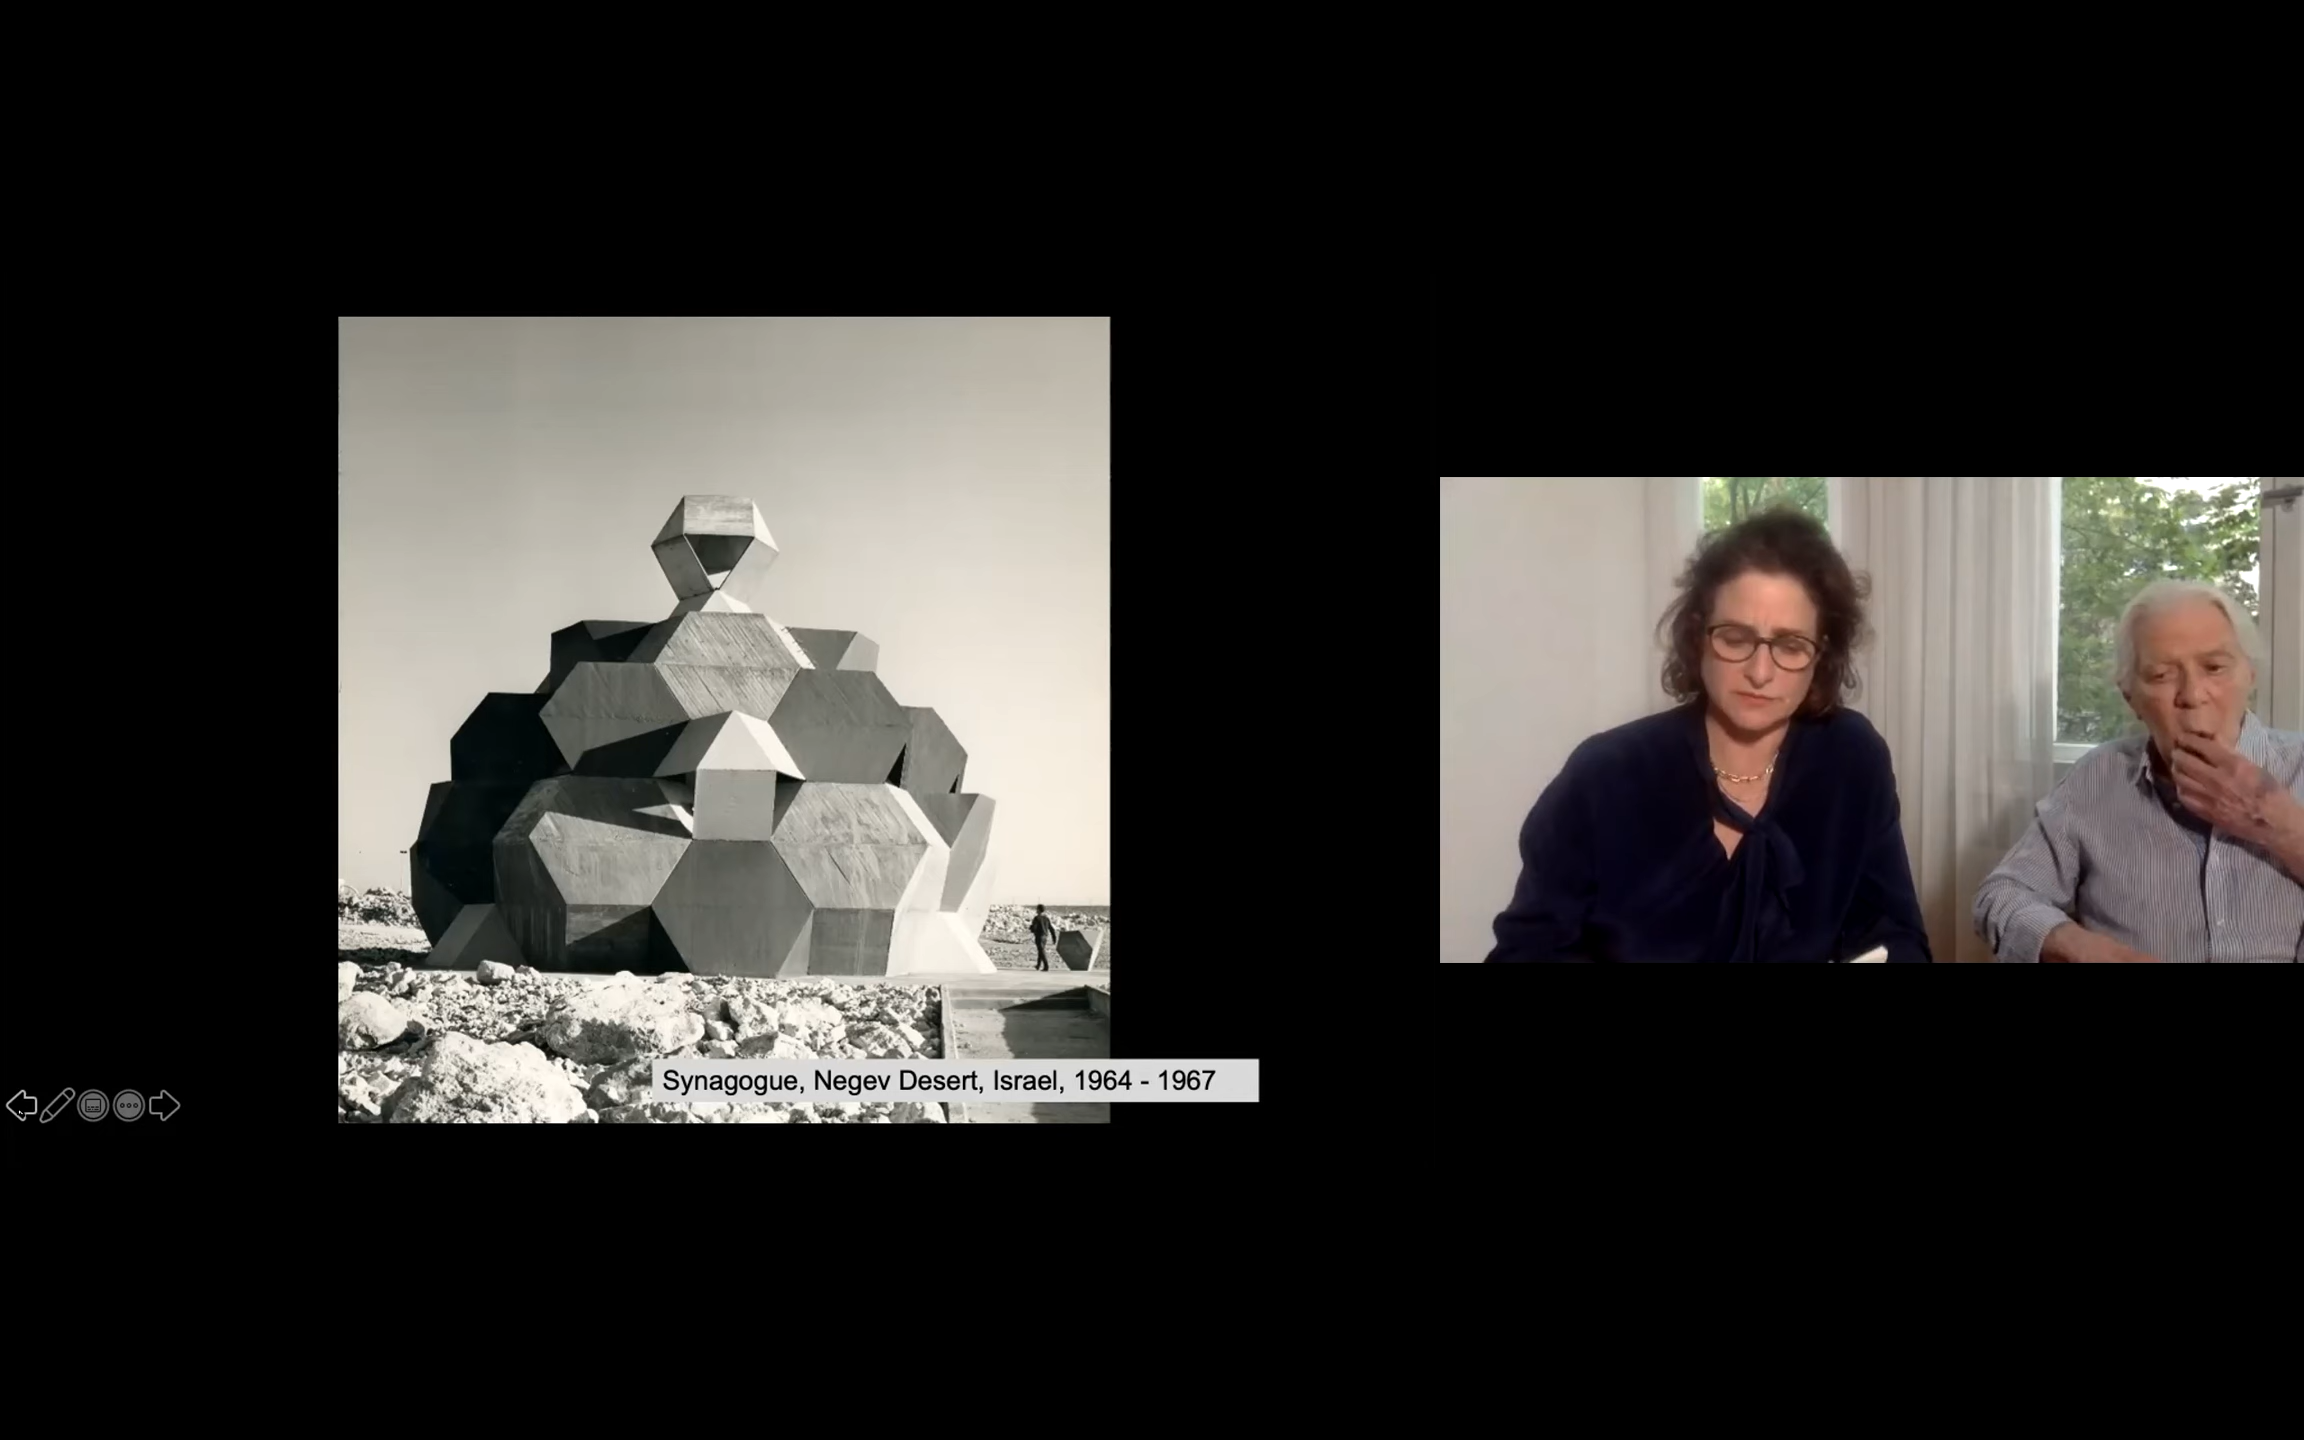 Synagogue, Negev Desert, Israel, 1964 - 1967